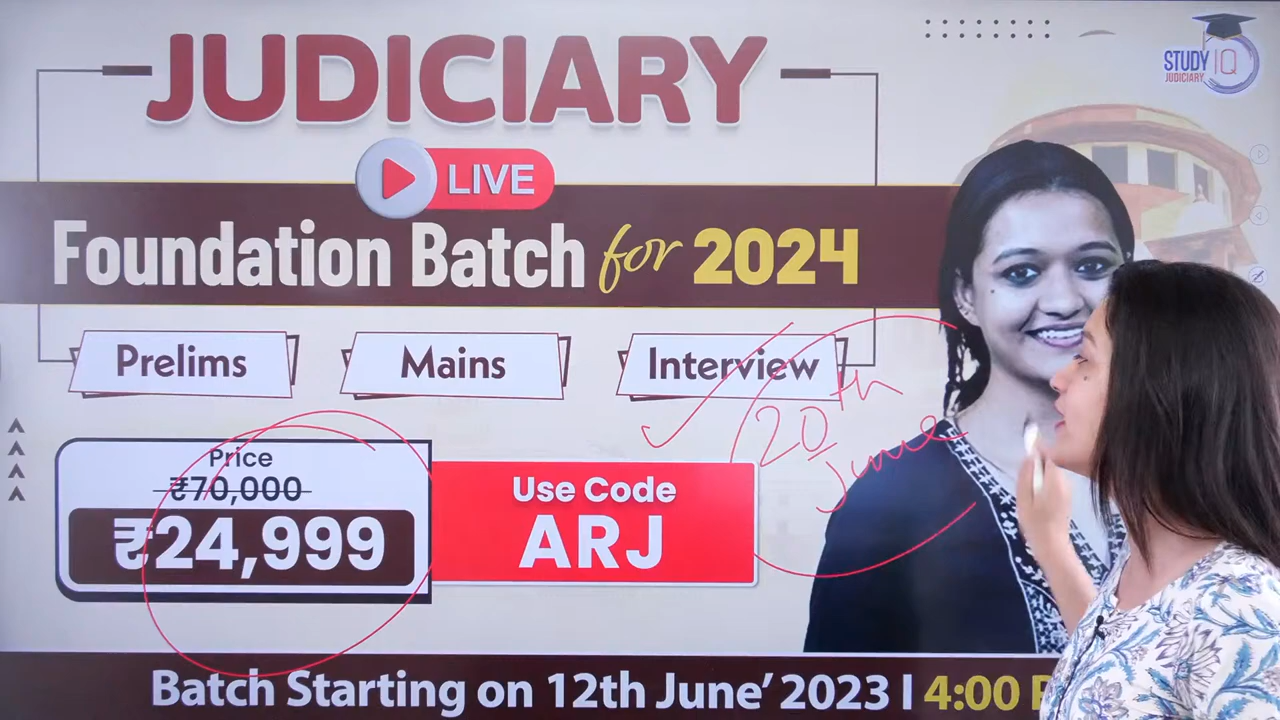 JUDICIARY
STUDY IQ
JUDICIARY
LIVE
Foundation Batch for 2024
Prelims
Mains
Interview
20th
June
Price
₹70,000
₹24,999
Use Code
ARJ
Batch Starting on 12th June' 2023 | 4:00